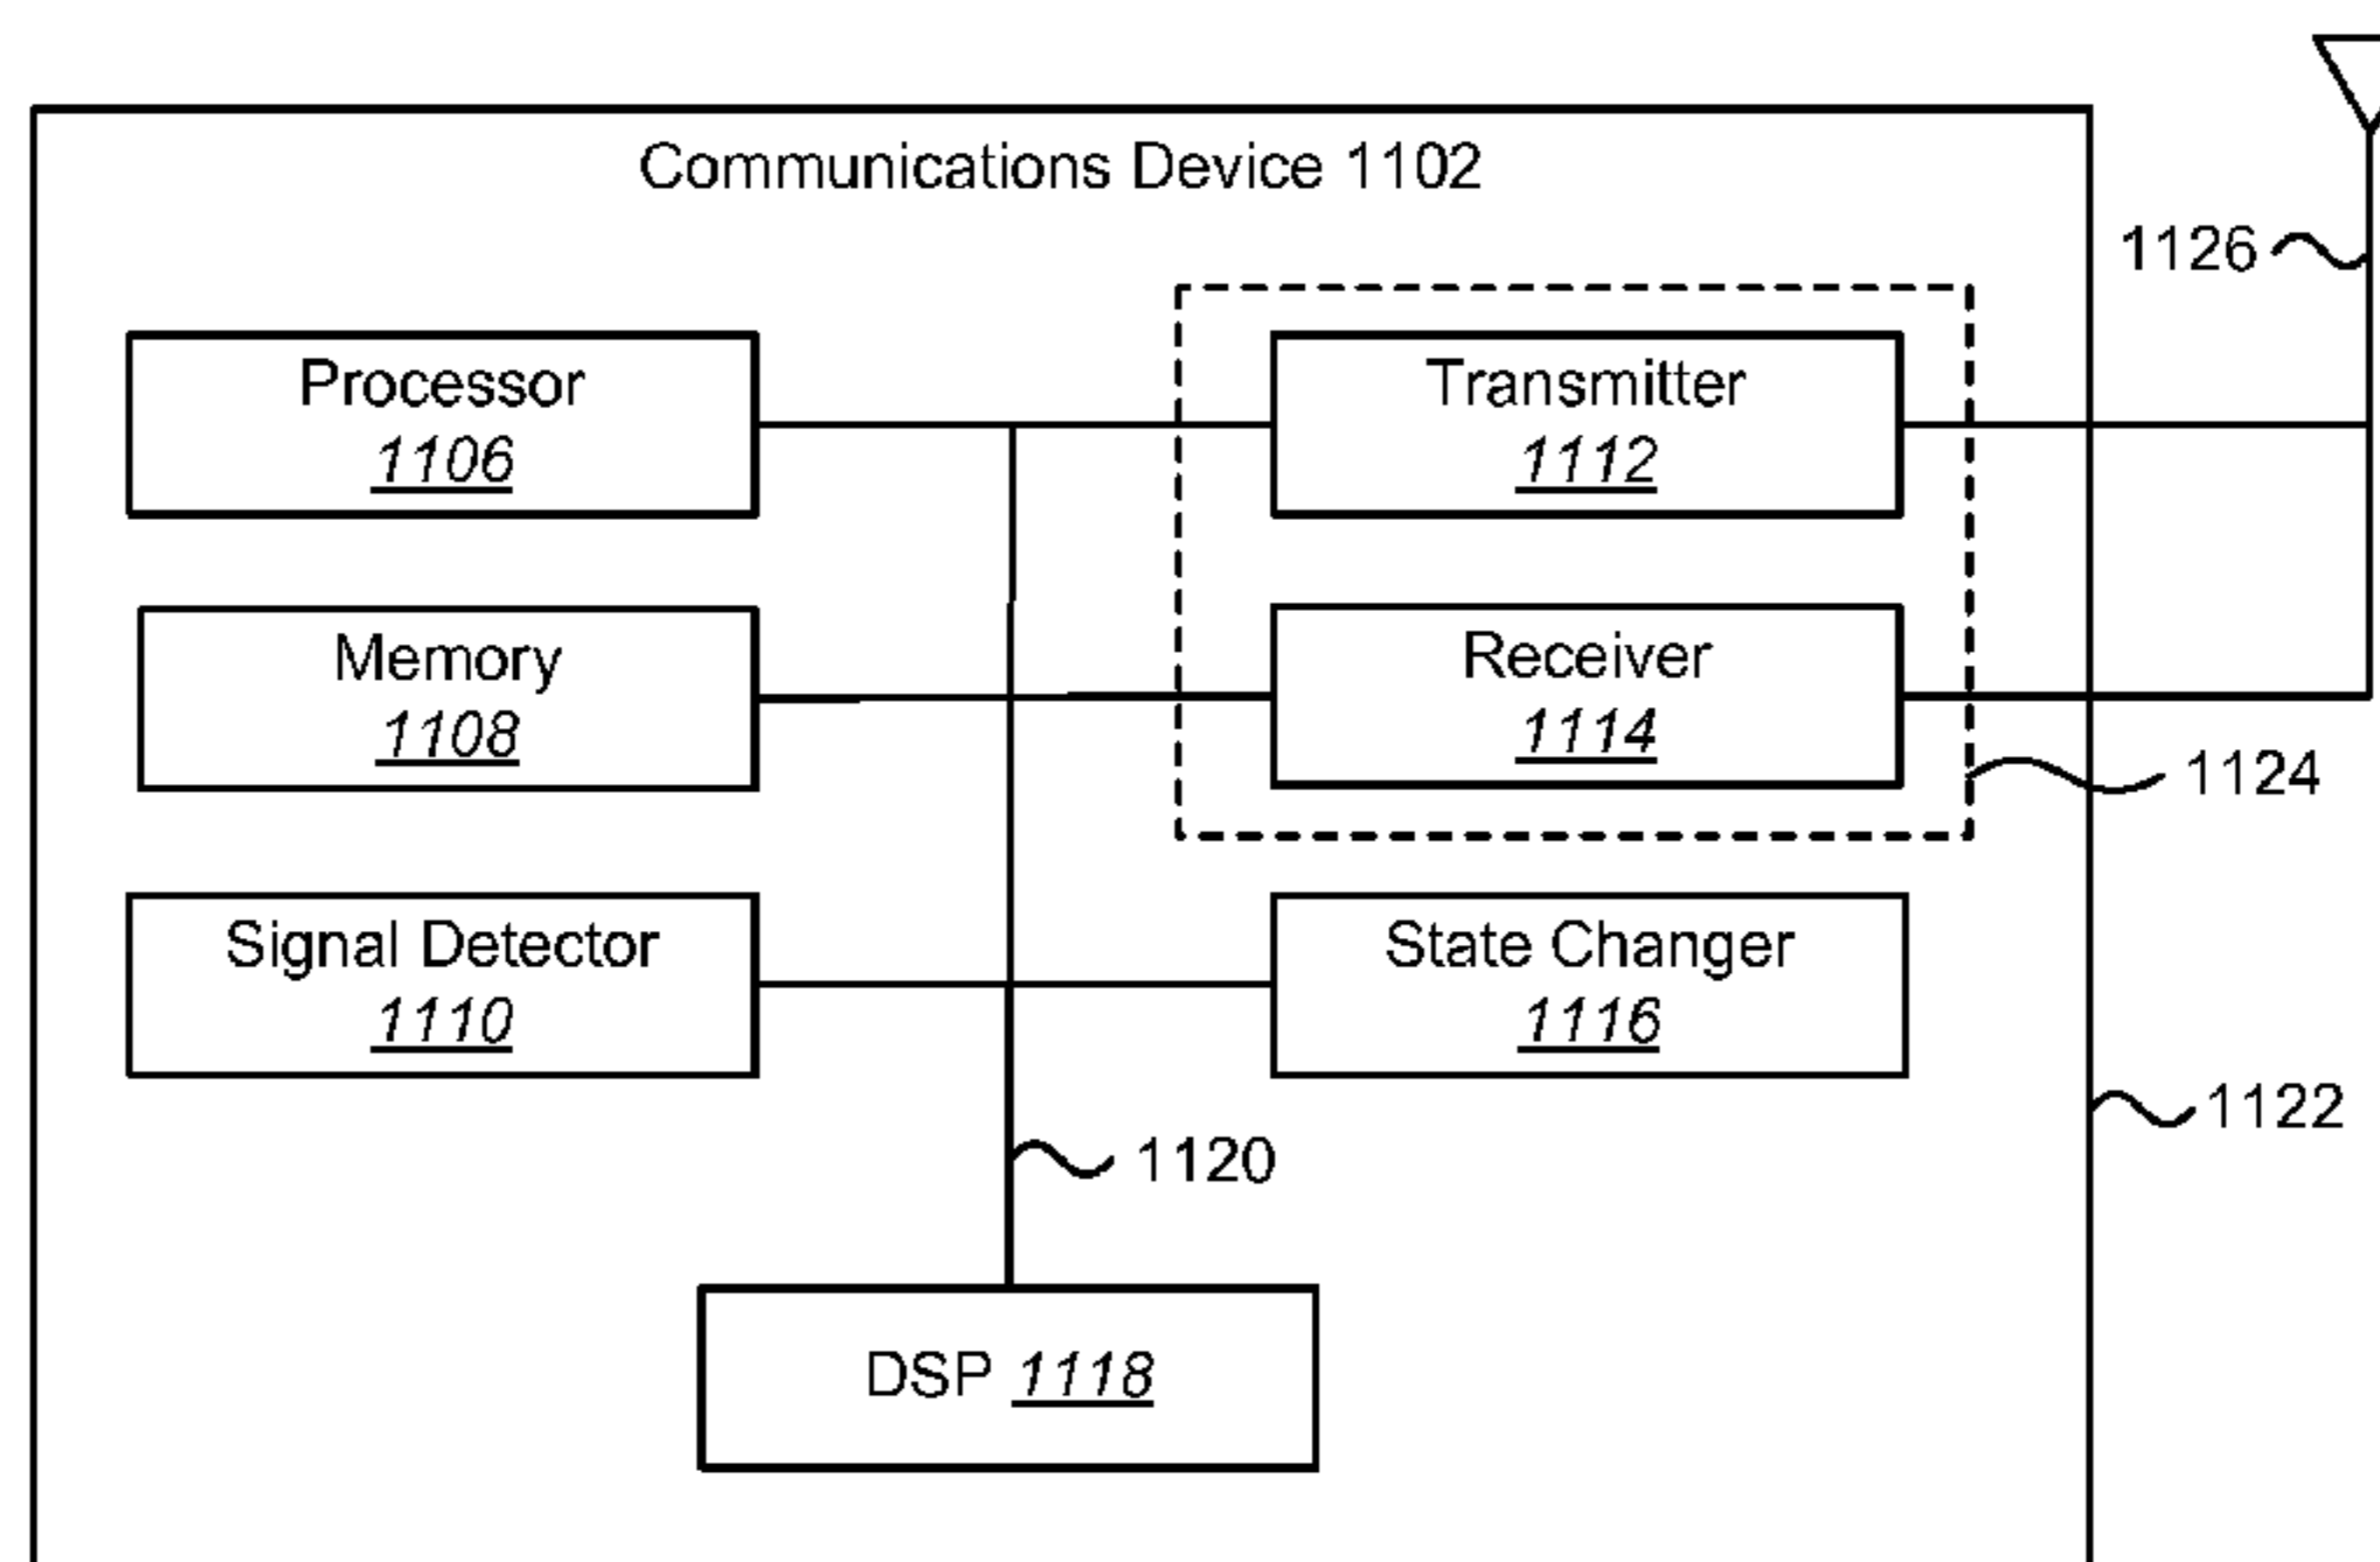 Communications Device 1102
1126
Processor
1106
Transmitter
1112
Memory
1108
Receiver
1114
1124
Signal Detector
1110
State Changer
1116
1122
1120
DSP 1118